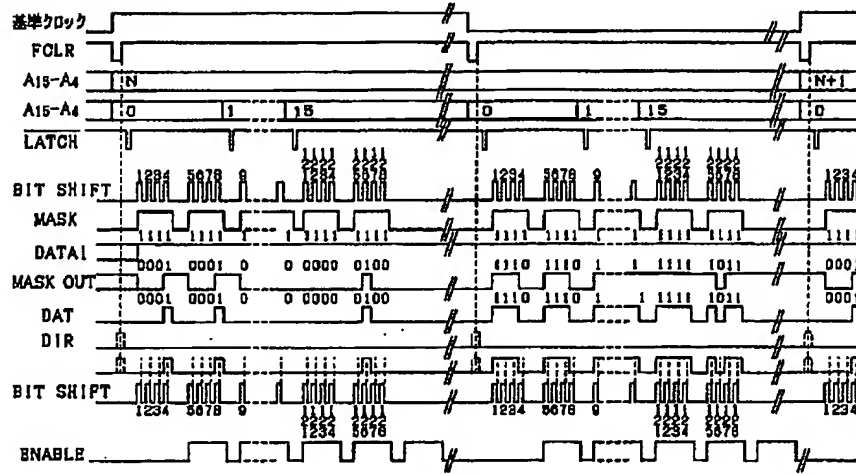 基準クロック
FCLR
A15-A4 N N+1
A15-A4 0 1 15 0 1 15 0
LATCH
1234 5678 9 1234 5678 9 1234
BIT SHIFT
MASK
1111 1111 1 1 1111 1111 1111 1111 1 1 1111 1111 1111
DATA1
0001 0001 0 0 0000 0100 1110 1110 1 1 1111 1011 0001
MASK OUT
0001 0001 0 0 0000 0100 1110 1110 1 1 1111 1011 0001
DAT
DIR
BIT SHIFT
1234 5678 9 1234 5678 9 1234
ENABLE